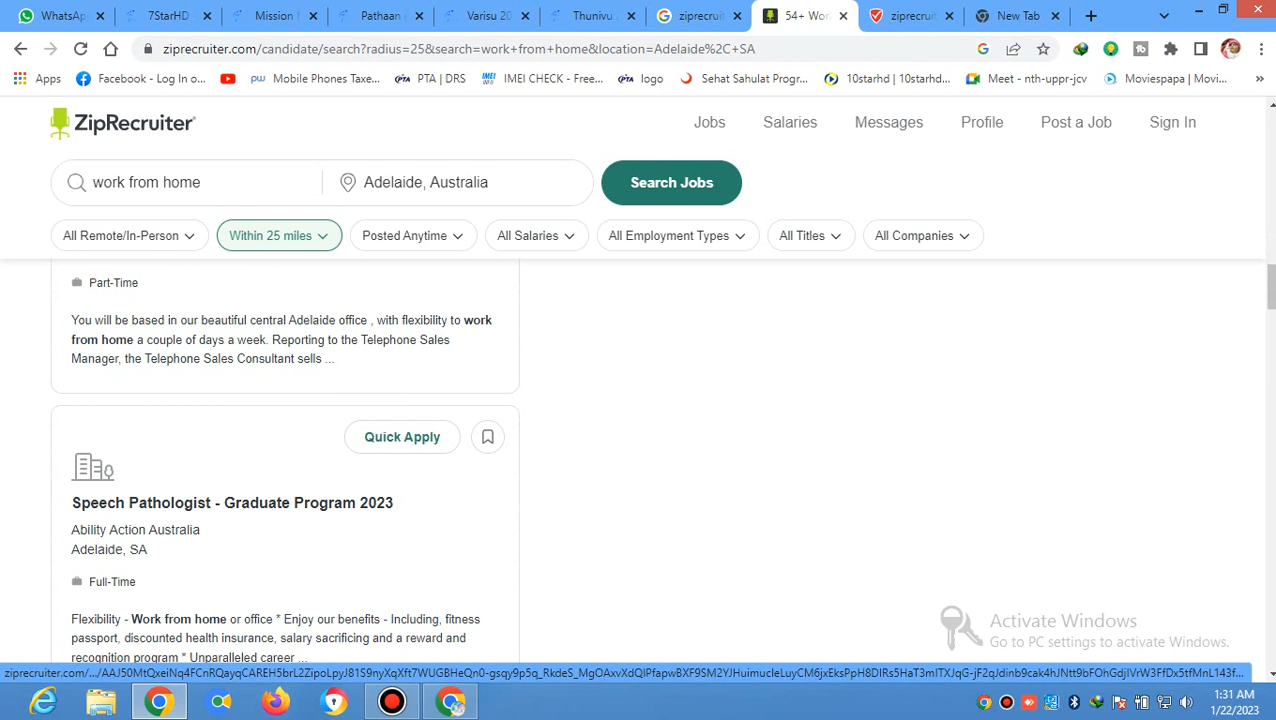 WhatsApp
7StarHD
Mission f
Pathaan
Varisu 20
Thunivu
ziprecruit
54+ Wor
ziprecruit
New Tab
ziprecruiter.com/candidate/search?radius=25&search=work+from+home&location=Adelaide%2C+SA
Apps
Facebook - Log In o...
Mobile Phones Taxe...
PTA | DRS
IMEI CHECK - Free...
logo
Sehat Sahulat Progr...
10starhd | 10starhd...
Meet - nth-uppr-jcv
Moviespapa | Movi...
»
ZipRecruiter
Jobs
Salaries
Messages
Profile
Post a Job
Sign In
work from home
Adelaide, Australia
Search Jobs
All Remote/In-Person
Within 25 miles
Posted Anytime
All Salaries
All Employment Types
All Titles
All Companies
Part-Time
You will be based in our beautiful central Adelaide office , with flexibility to work
from home a couple of days a week. Reporting to the Telephone Sales
Manager, the Telephone Sales Consultant sells ...
Quick Apply
Speech Pathologist - Graduate Program 2023
Ability Action Australia
Adelaide, SA
Full-Time
Flexibility - Work from home or office * Enjoy our benefits - Including, fitness
passport, discounted health insurance, salary sacrificing and a reward and
recognition program * Unparalleled career ...
Activate Windows
Go to PC settings to activate Windows.
1:31 AM
1/22/2023